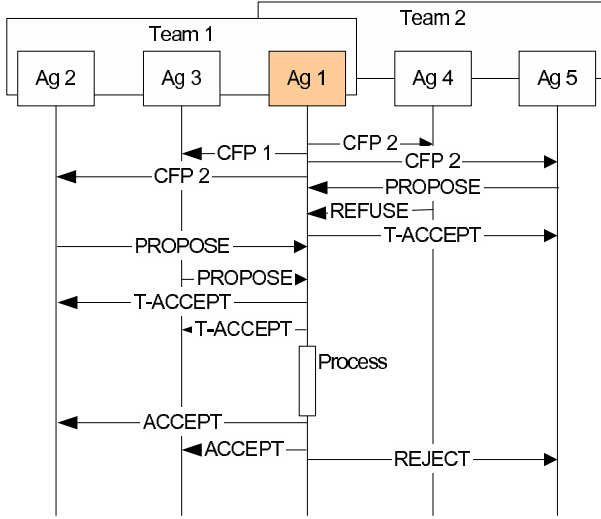 Team 1
Team 2
Ag 2
Ag 3
Ag 1
Ag 4
Ag 5
CFP 2
CFP 1
CFP 2
CFP 2
PROPOSE
REFUSE
T-ACCEPT
PROPOSE
PROPOSE
T-ACCEPT
T-ACCEPT
Process
ACCEPT
ACCEPT
REJECT